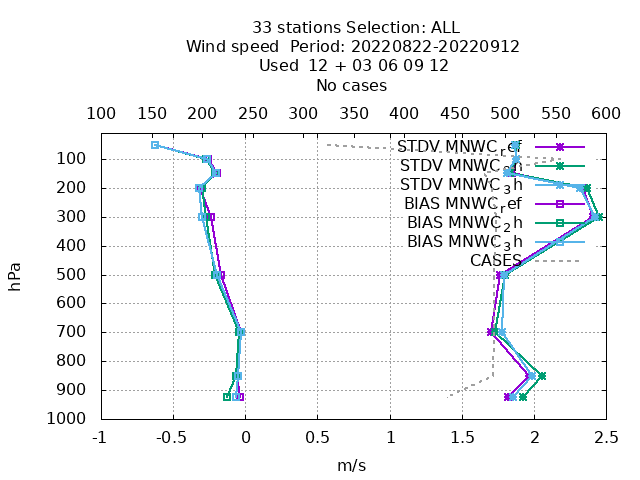 33 stations Selection: ALL
Wind speed  Period: 20220822-20220912
Used  12 + 03 06 09 12
No cases
100 150 200 250 300 350 400 450 500 550 600
STDV MNWC_ref
STDV MNWC_2h
STDV MNWC_3h
BIAS MNWC_ref
BIAS MNWC_2h
BIAS MNWC_3h
CASES
hPa
100
200
300
400
500
600
700
800
900
1000
-1 -0.5 0 0.5 1 1.5 2 2.5
m/s